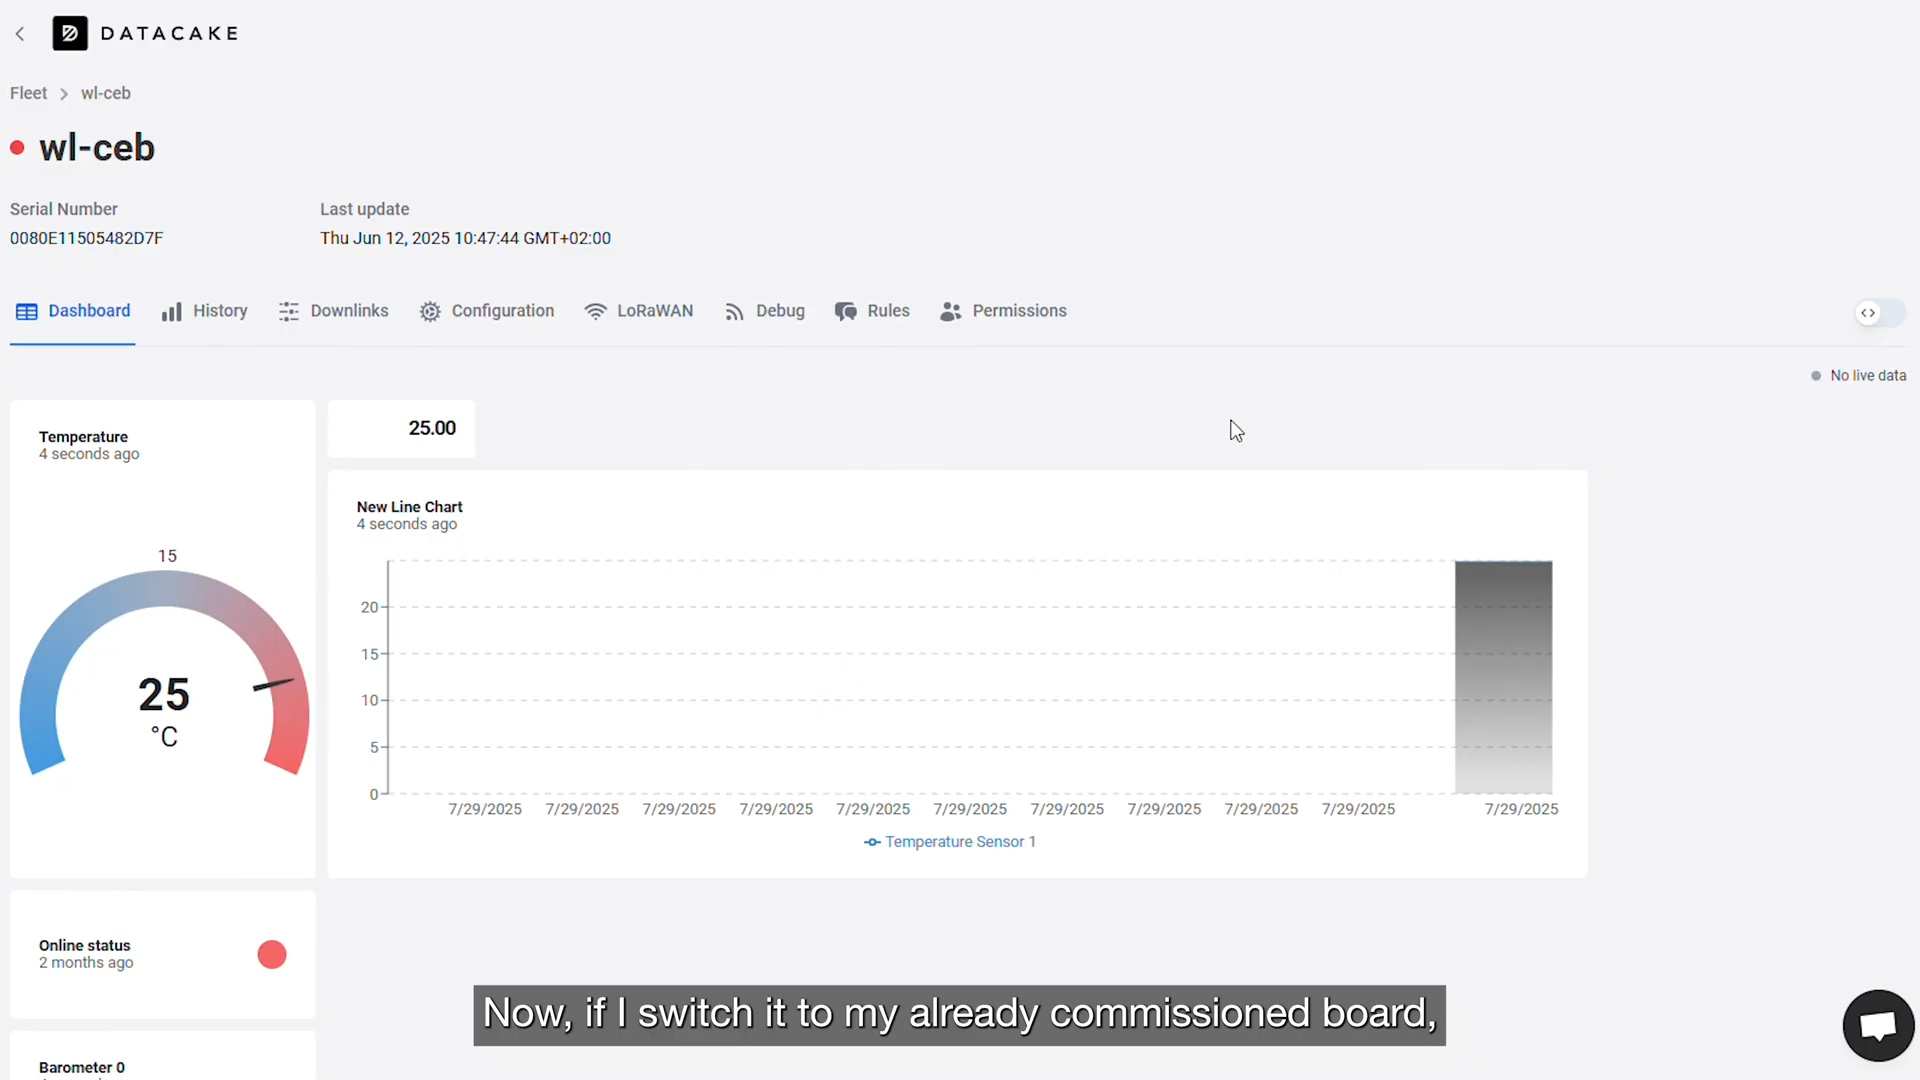 DATACAKE
Fleet > wl-ceb
wl-ceb
Serial Number
0080E11505482D7F
Last update
Thu Jun 12, 2025 10:47:44 GMT+02:00
Dashboard History Downlinks Configuration LoRaWAN Debug Rules Permissions
No live data
Temperature
4 seconds ago
15
25
°C
25.00
New Line Chart
4 seconds ago
20
15
10
5
0
7/29/2025 7/29/2025 7/29/2025 7/29/2025 7/29/2025 7/29/2025 7/29/2025 7/29/2025 7/29/2025 7/29/2025 7/29/2025
Temperature Sensor 1
Online status
2 months ago
Barometer 0
Now, if I switch it to my already commissioned board,